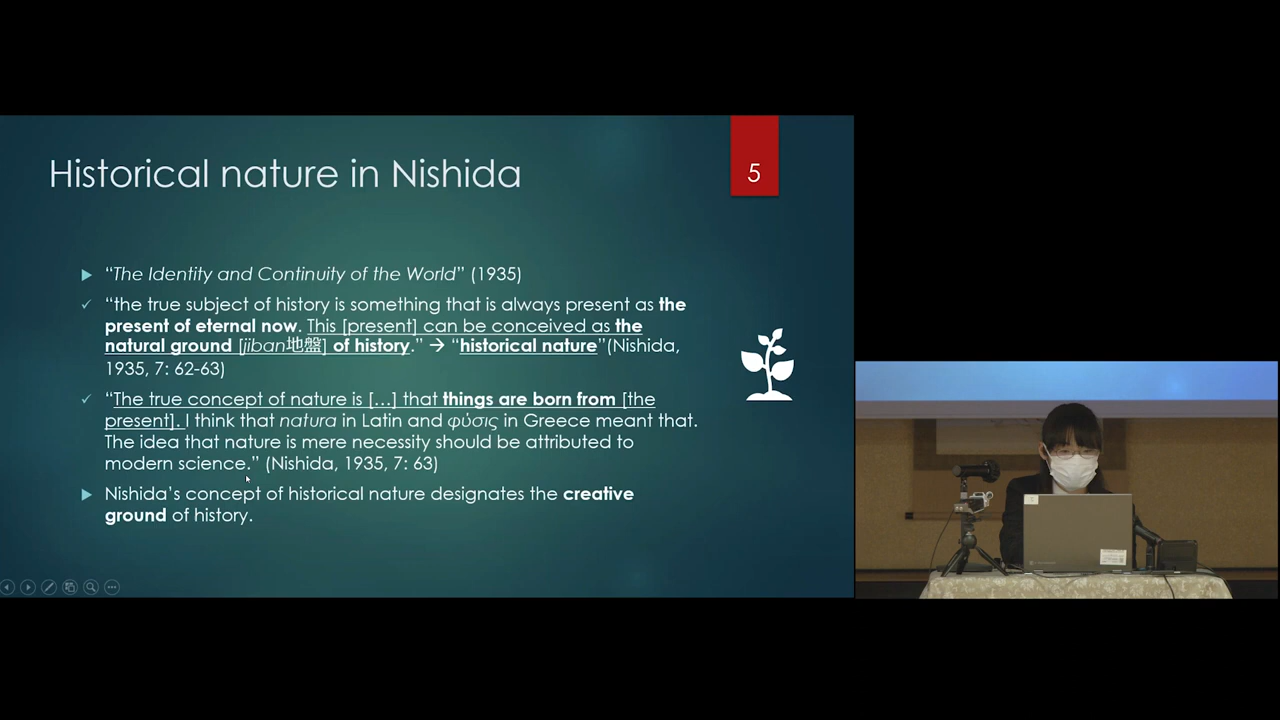 Historical nature in Nishida
5
“The Identity and Continuity of the World” (1935)
“the true subject of history is something that is always present as the
present of eternal now. This [present] can be conceived as the
natural ground [jiban地盤] of history.” → “historical nature”(Nishida,
1935, 7: 62-63)
“The true concept of nature is […] that things are born from [the
present]. I think that natura in Latin and φύσις in Greece meant that.
The idea that nature is mere necessity should be attributed to
modern science.” (Nishida, 1935, 7: 63)
Nishida’s concept of historical nature designates the creative
ground of history.